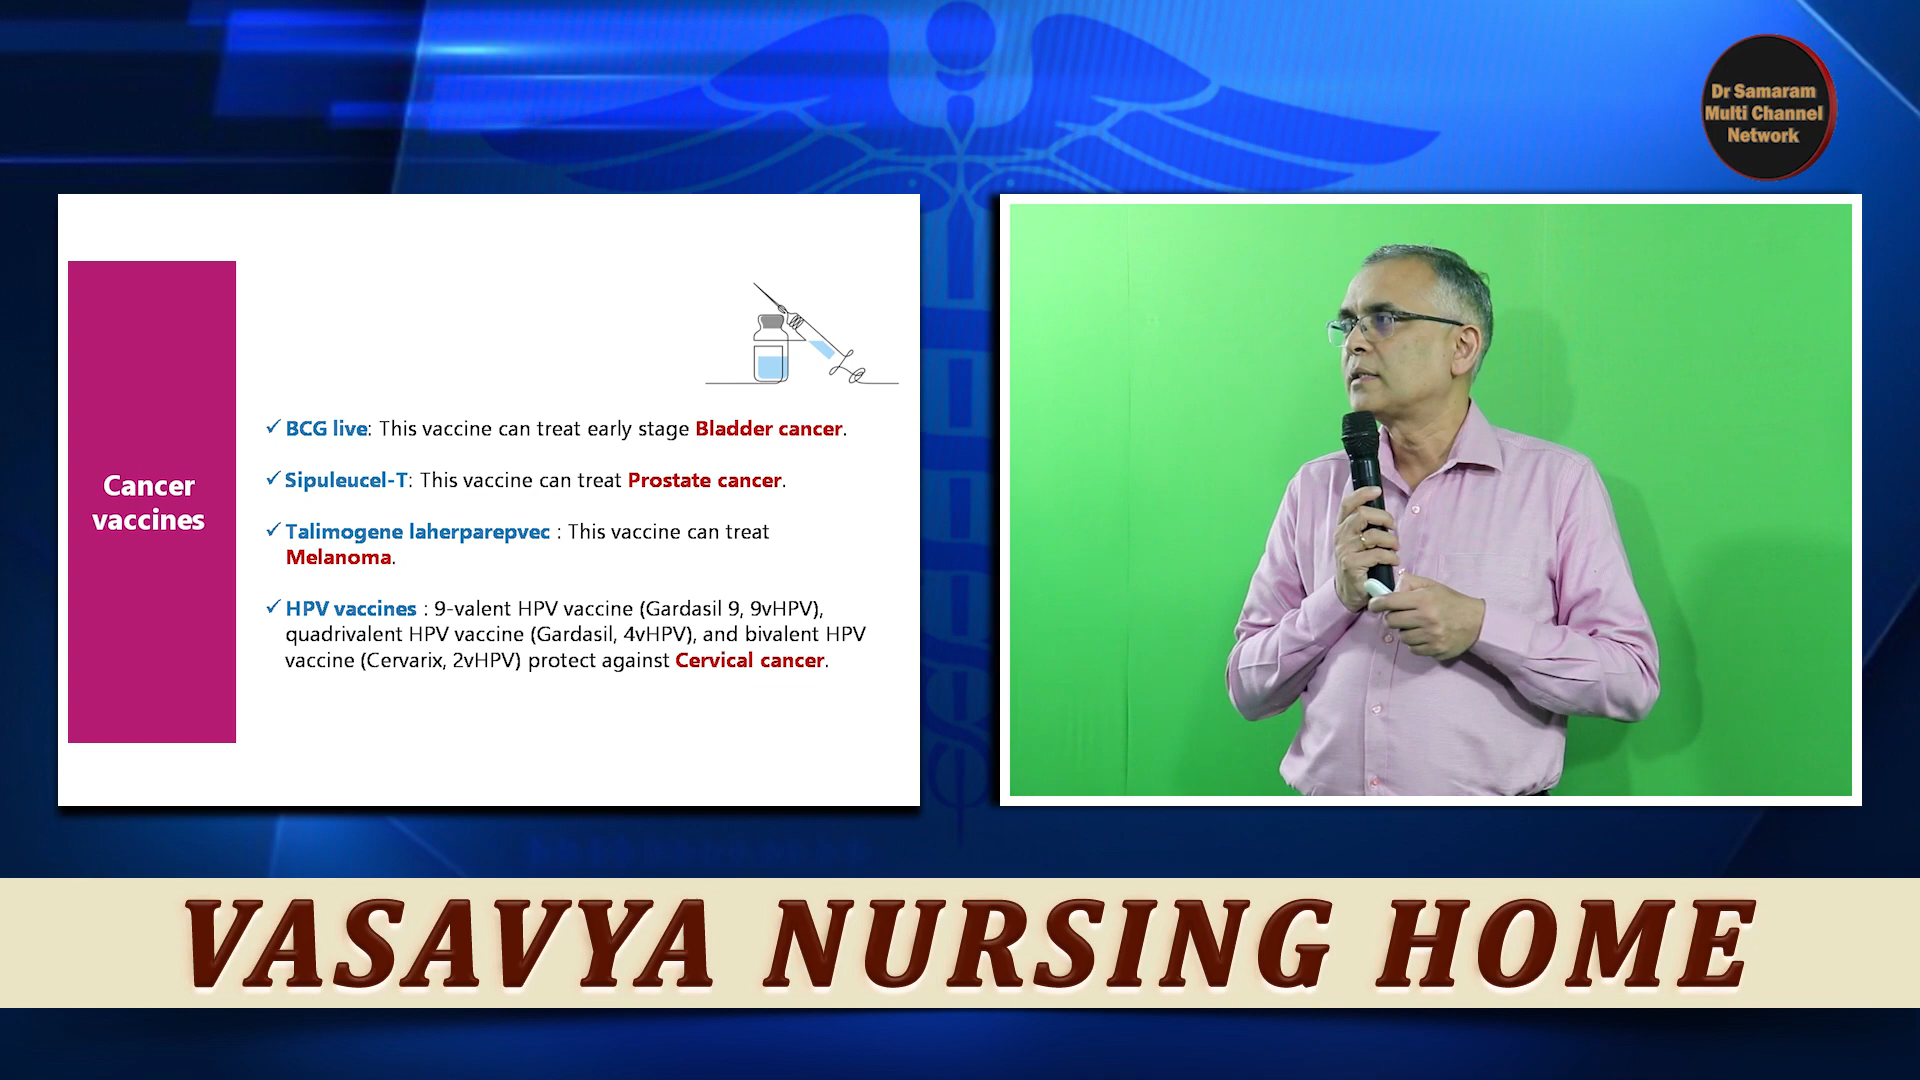 Dr Samaram
Multi Channel
Network
Cancer
vaccines
✓ BCG live: This vaccine can treat early stage Bladder cancer.
✓ Sipuleucel-T: This vaccine can treat Prostate cancer.
✓ Talimogene laherparepvec : This vaccine can treat
Melanoma.
✓ HPV vaccines : 9-valent HPV vaccine (Gardasil 9, 9vHPV),
quadrivalent HPV vaccine (Gardasil, 4vHPV), and bivalent HPV
vaccine (Cervarix, 2vHPV) protect against Cervical cancer.
VASAVYA NURSING HOME